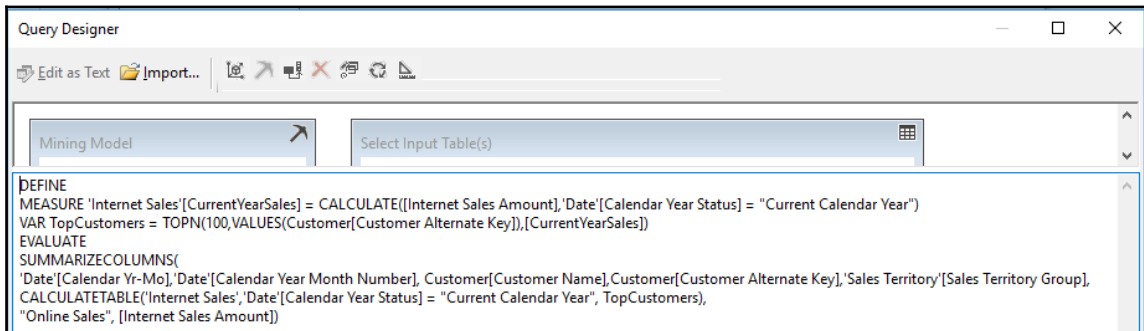 Query Designer
Edit as Text Import...
Mining Model Select Input Table(s)
DEFINE
MEASURE 'Internet Sales'[CurrentYearSales] = CALCULATE([Internet Sales Amount],'Date'[Calendar Year Status] = "Current Calendar Year")
VAR TopCustomers = TOPN(100,VALUES(Customer[Customer Alternate Key]),[CurrentYearSales])
EVALUATE
SUMMARIZECOLUMNS(
'Date'[Calendar Yr-Mo],'Date'[Calendar Year Month Number], Customer[Customer Name],Customer[Customer Alternate Key],'Sales Territory'[Sales Territory Group],
CALCULATETABLE('Internet Sales','Date'[Calendar Year Status] = "Current Calendar Year", TopCustomers),
"Online Sales", [Internet Sales Amount])